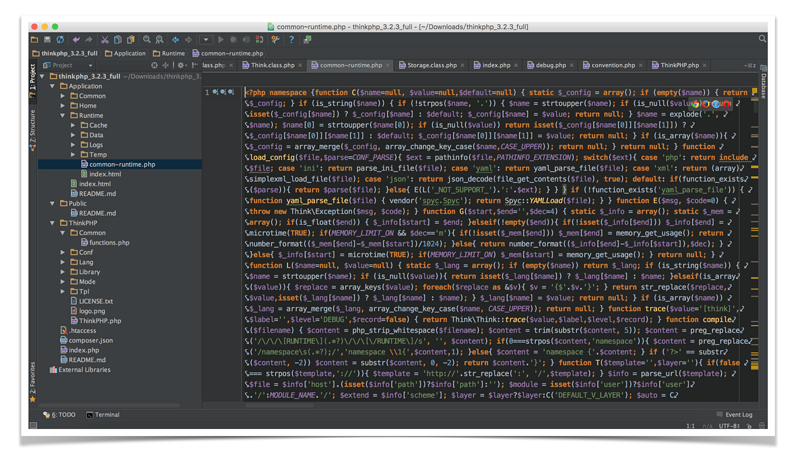 common-runtime.php - thinkphp_3.2.3_full - [~/Downloads/thinkphp_3.2.3_full]
thinkphp_3.2.3_full Application Runtime common-runtime.php
Project
lass.php Think.class.php common-runtime.php Storage.class.php index.php debug.php convention.php ThinkPHP.php
1: Project
Z: Structure
2: Favorites
Database
thinkphp_3.2.3_full ~/Downloads/thinkphp_3.2
Application
Common
Home
Runtime
Cache
Data
Logs
Temp
common-runtime.php
index.html
index.html
README.md
Public
README.md
ThinkPHP
Common
functions.php
Conf
Lang
Library
Mode
Tpl
LICENSE.txt
logo.png
ThinkPHP.php
.htaccess
composer.json
index.php
README.md
External Libraries
1
<?php namespace {function C($name=null, $value=null,$default=null) { static $_config = array(); if (empty($name)) { return
$_config; } if (is_string($name)) { if (!strpos($name, '.')) { $name = strtoupper($name); if (is_null($value))
isset($_config[$name]) ? $_config[$name] : $default; $_config[$name] = $value; return null; } $name = explode('.',
$name); $name[0] = strtoupper($name[0]); if (is_null($value)) return isset($_config[$name[0]][$name[1]]) ?
$_config[$name[0]][$name[1]] : $default; $_config[$name[0]][$name[1]] = $value; return null; } if (is_array($name)){
$_config = array_merge($_config, array_change_key_case($name,CASE_UPPER)); return null; } return null; } function
load_config($file,$parse=CONF_PARSE){ $ext = pathinfo($file,PATHINFO_EXTENSION); switch($ext){ case 'php': return include
$file; case 'ini': return parse_ini_file($file); case 'yaml': return yaml_parse_file($file); case 'xml': return (array)
simplexml_load_file($file); case 'json': return json_decode(file_get_contents($file), true); default: if(function_exists
($parse)){ return $parse($file); }else{ E(L('_NOT_SUPPORT_').':'.$ext); } } } if (!function_exists('yaml_parse_file')) {
function yaml_parse_file($file) { vendor('spyc.Spyc'); return Spyc::YAMLLoad($file); } } function E($msg, $code=0) {
throw new Think\Exception($msg, $code); } function G($start,$end='',$dec=4) { static $_info = array(); static $_mem =
array(); if(is_float($end)) { $_info[$start] = $end; }elseif(!empty($end)){ if(!isset($_info[$end])) $_info[$end] =
microtime(TRUE); if(MEMORY_LIMIT_ON && $dec=='m'){ if(!isset($_mem[$end])) $_mem[$end] = memory_get_usage(); return
number_format(($_mem[$end]-$_mem[$start])/1024); }else{ return number_format(($_info[$end]-$_info[$start]),$dec); }
}else{ $_info[$start] = microtime(TRUE); if(MEMORY_LIMIT_ON) $_mem[$start] = memory_get_usage(); } return null; }
function L($name=null, $value=null) { static $_lang = array(); if (empty($name)) return $_lang; if (is_string($name)) {
$name = strtoupper($name); if (is_null($value)){ return isset($_lang[$name]) ? $_lang[$name] : $name; }elseif(is_array
($value)){ $replace = array_keys($value); foreach($replace as &$v){ $v = '{$'.$v.'}'; } return str_replace($replace,
$value,isset($_lang[$name]) ? $_lang[$name] : $name); } $_lang[$name] = $value; return null; } if (is_array($name))
$_lang = array_merge($_lang, array_change_key_case($name, CASE_UPPER)); return null; } function trace($value='[think]',
$label='',$level='DEBUG',$record=false) { return Think\Think::trace($value,$label,$level,$record); } function compile
($filename) { $content = php_strip_whitespace($filename); $content = trim(substr($content, 5)); $content = preg_replace
('/\/\/\[RUNTIME\](.*?)\/\/\[\/RUNTIME\]/s', '', $content); if(0===strpos($content,'namespace')){ $content = preg_replace
('/namespace\s(.*?);/','namespace \\1{',$content,1); }else{ $content = 'namespace {'.$content; } if ('?>' == substr
($content, -2)) $content = substr($content, 0, -2); return $content.'}'; } function T($template='',$layer=''){ if(false
=== strpos($template,'://')){ $template = 'http://'.str_replace(':', '/',$template); } $info = parse_url($template);
$file = $info['host'].(isset($info['path'])?$info['path']:''); $module = isset($info['user'])?$info['user']
.'/':MODULE_NAME.'/'; $extend = $info['scheme']; $layer = $layer?$layer:C('DEFAULT_V_LAYER'); $auto = C
6: TODO Terminal Event Log
1:1 n/a UTF-8